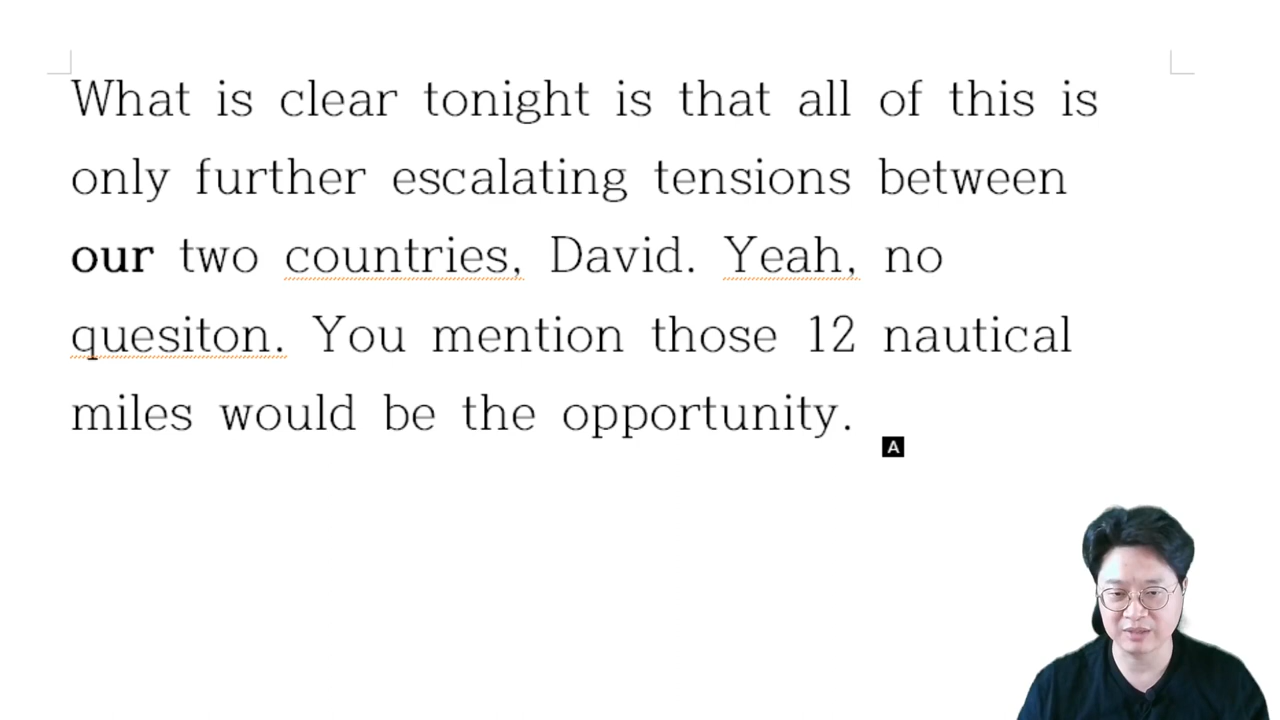 What is clear tonight is that all of this is
only further escalating tensions between
our two countries, David. Yeah, no
quesiton. You mention those 12 nautical
miles would be the opportunity.
A